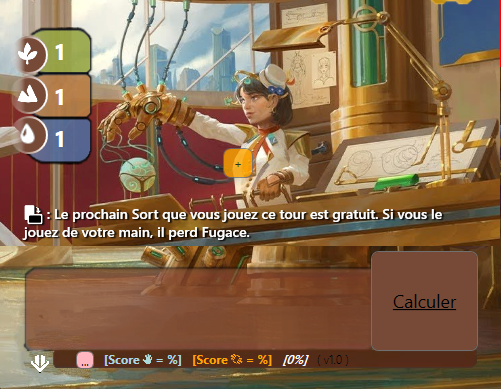 1
1
1
+
: Le prochain Sort que vous jouez ce tour est gratuit. Si vous le
jouez de votre main, il perd Fugace.
Calculer
... [Score = %] [Score = %] [0%] ( v1.0 )